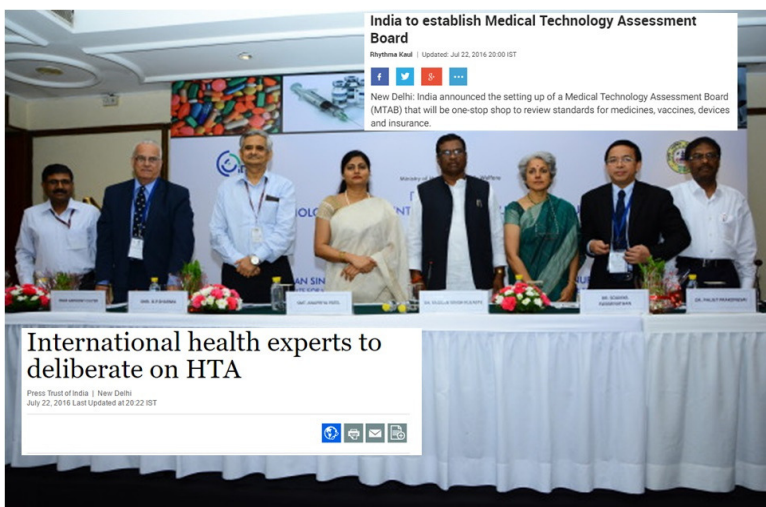 India to establish Medical Technology Assessment
Board
Rhythma Kaul | Updated: Jul 22, 2016 20:00 IST
New Delhi: India announced the setting up of a Medical Technology Assessment Board
(MTAB) that will be one-stop shop to review standards for medicines, vaccines, devices
and insurance.
Ministry of
International health experts to
deliberate on HTA
Press Trust of India | New Delhi
July 22, 2016 Last Updated at 20:22 IST